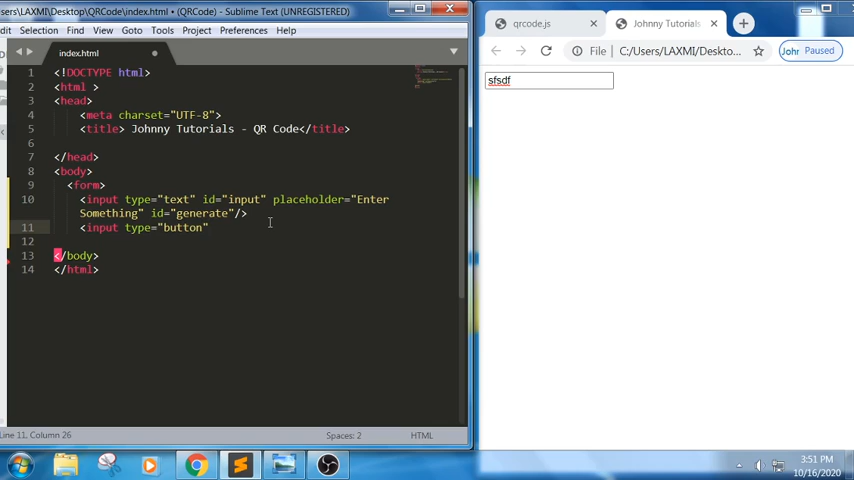 sers\LAXMI\Desktop\QRCode\index.html • (QRCode) - Sublime Text (UNREGISTERED)
Edit Selection Find View Goto Tools Project Preferences Help
index.html
1 <!DOCTYPE html>
2 <html >
3 <head>
4 <meta charset="UTF-8">
5 <title> Johnny Tutorials - QR Code</title>
6
7 </head>
8 <body>
9 <form>
10 <input type="text" id="input" placeholder="Enter
Something" id="generate"/>
11 <input type="button"
12
13 </body>
14 </html>
Line 11, Column 26
Spaces: 2
HTML
qrcode.js
Johnny Tutorials
File
C:/Users/LAXMI/Deskto...
Paused
sfsdf
3:51 PM
10/16/2020